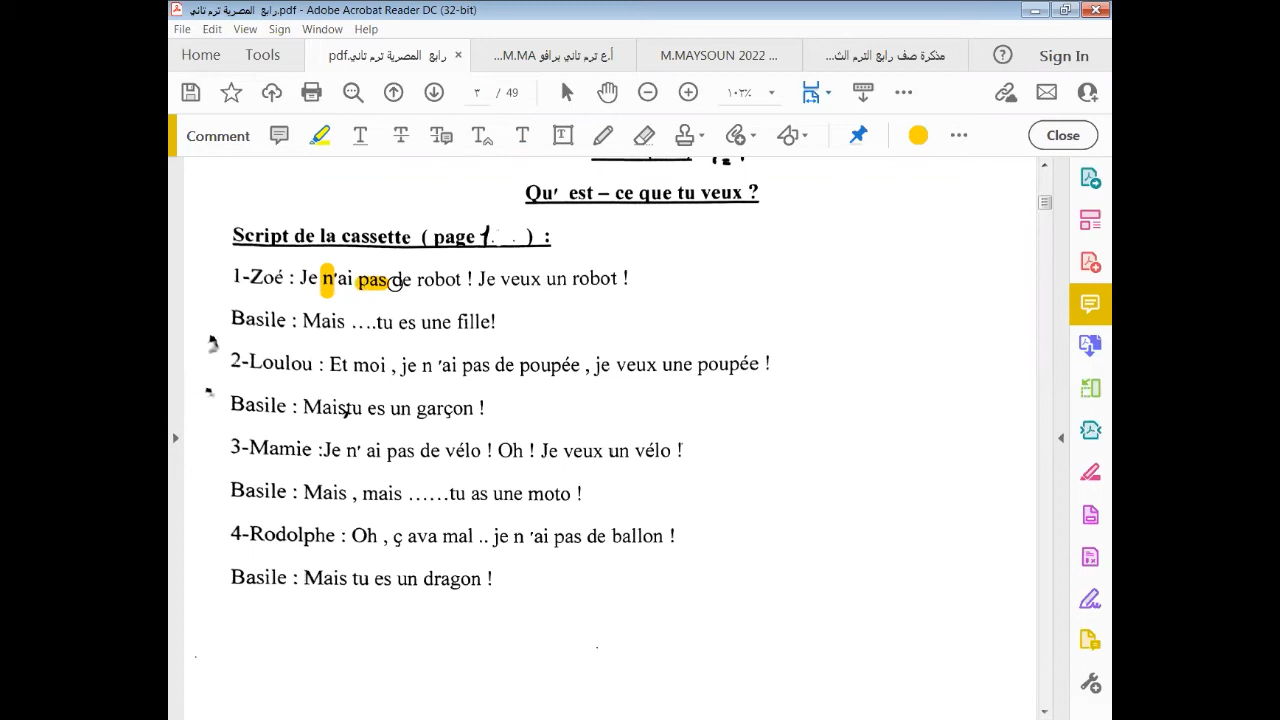 رابع المصرية ترم تاني.pdf - Adobe Acrobat Reader DC (32-bit)
File Edit View Sign Window Help
Home Tools رابع المصرية ترم تاني.pdf × أ.ع ترم تاني برافو M.MA... M.MAYSOUN 2022 ... مذكرة صف رابع الترم الث... Sign In
٣ / 49 ١٠٣٪
Comment Close
Qu' est – ce que tu veux ?
Script de la cassette ( page 1. . ) :
1-Zoé : Je n'ai pas de robot ! Je veux un robot !
Basile : Mais ….tu es une fille!
2-Loulou : Et moi , je n 'ai pas de poupée , je veux une poupée !
Basile : Mais,tu es un garçon !
3-Mamie :Je n' ai pas de vélo ! Oh ! Je veux un vélo !
Basile : Mais , mais ……tu as une moto !
4-Rodolphe : Oh , ç ava mal .. je n 'ai pas de ballon !
Basile : Mais tu es un dragon !